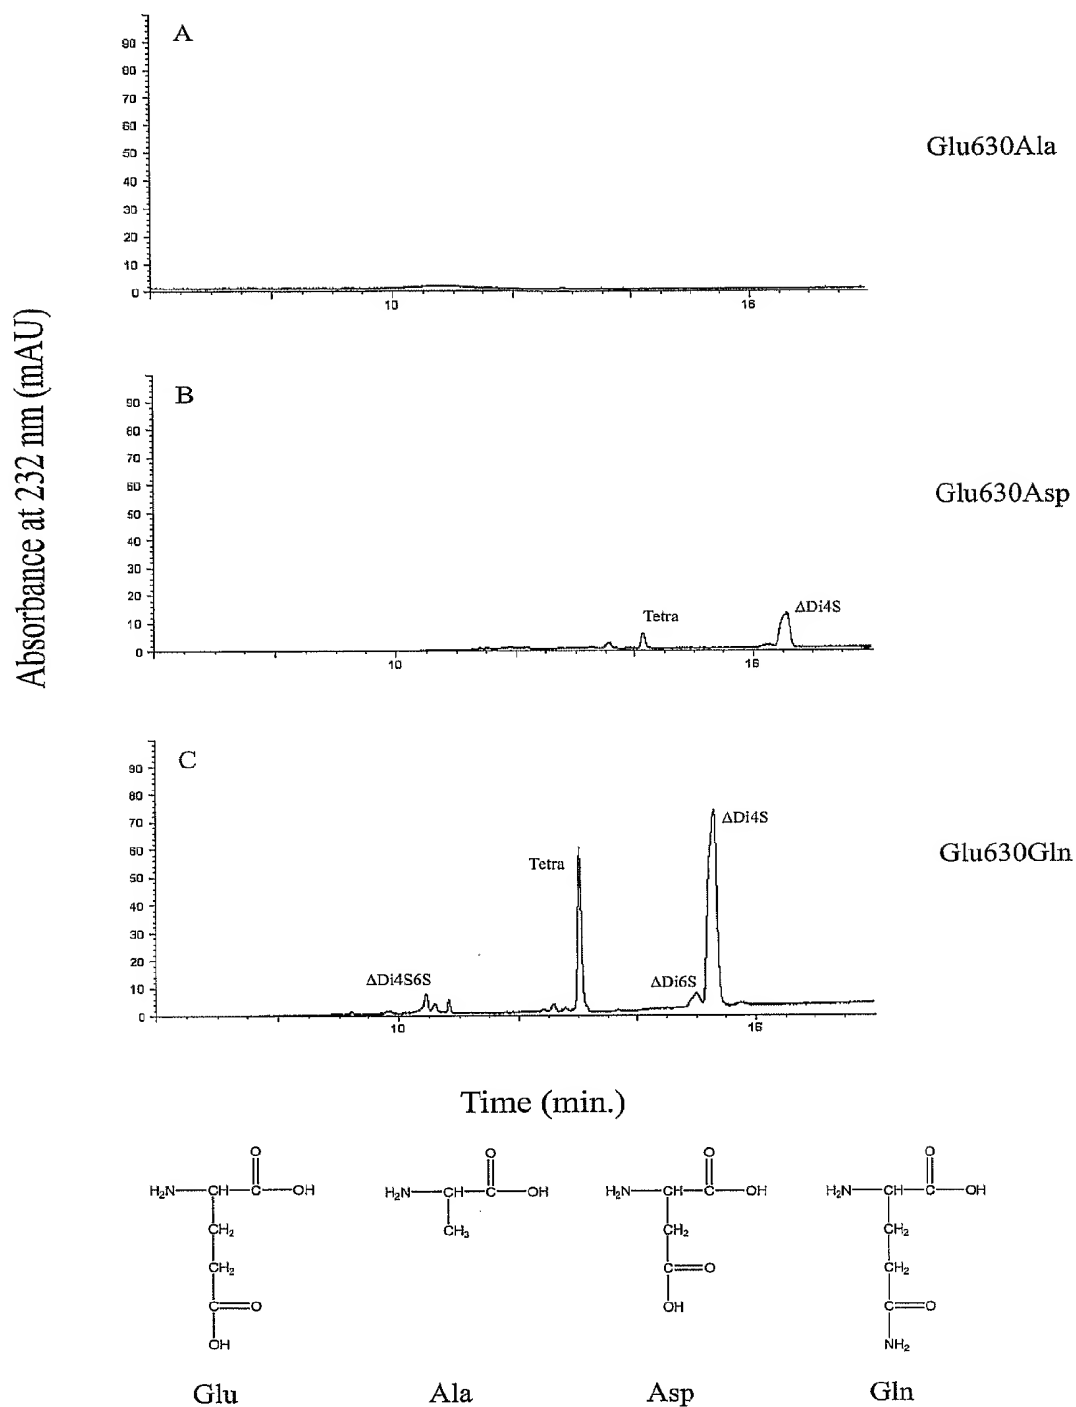 Absorbance at 232 nm (mAU)
A
90
80
70
60
50
40
30
20
10
0
10
16
Glu630Ala
B
90
80
70
60
50
40
30
20
10
0
10
16
Tetra
ΔDi4S
Glu630Asp
C
90
80
70
60
50
40
30
20
10
0
10
16
ΔDi4S6S
Tetra
ΔDi6S
ΔDi4S
Glu630Gln
Time (min.)
O O O O
H₂N CH C OH H₂N CH C OH H₂N CH C OH H₂N CH C OH
CH₂ CH₃ CH₂ CH₂
CH₂ C O CH₂
C O OH C O
OH NH₂
Glu Ala Asp Gln